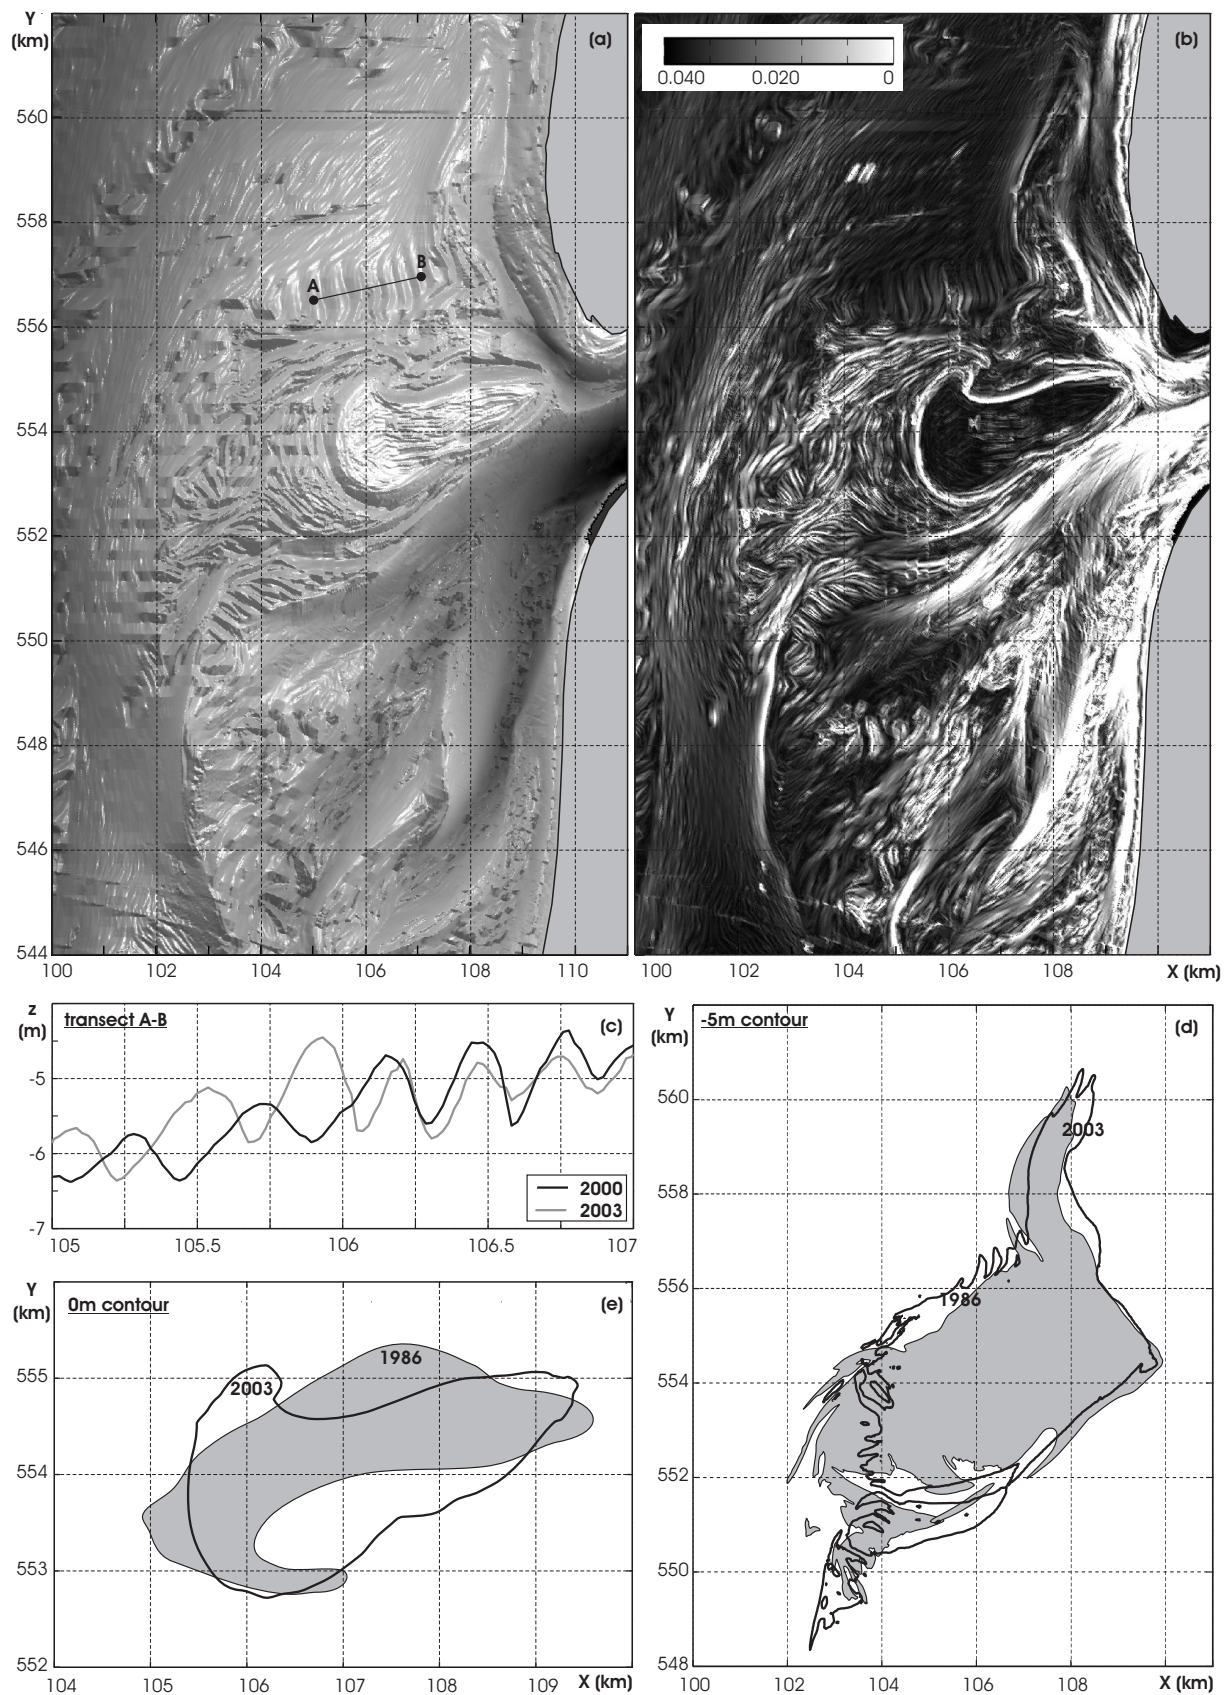 Y
(km)
(a)
(b)
0.040 0.020 0
560
558
556
554
552
550
548
546
544
A
B
100 102 104 106 108 110
100 102 104 106 108 X (km)
z
(m)
transect A-B
(c)
-5
-6
-7
2000
2003
105 105.5 106 106.5 107
Y
(km)
-5m contour
(d)
560
558
556
554
552
550
548
2003
1986
102 104 106 108 X (km)
Y
(km)
0m contour
(e)
555
554
553
552
1986
2003
104 105 106 107 108 109 X (km)
100